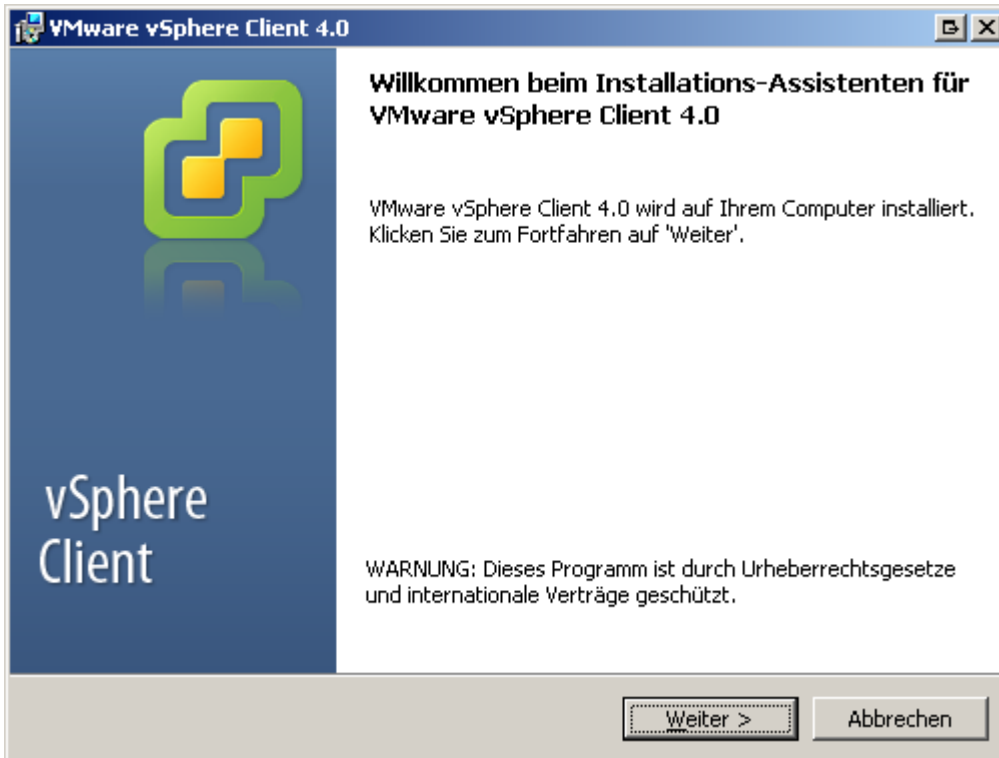 VMware vSphere Client 4.0
Willkommen beim Installations-Assistenten für
VMware vSphere Client 4.0
VMware vSphere Client 4.0 wird auf Ihrem Computer installiert.
Klicken Sie zum Fortfahren auf 'Weiter'.
vSphere
Client
WARNUNG: Dieses Programm ist durch Urheberrechtsgesetze
und internationale Verträge geschützt.
Weiter >
Abbrechen